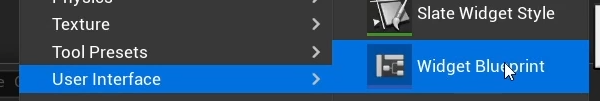 Texture
Tool Presets
User Interface
Slate Widget Style
Widget Blueprint